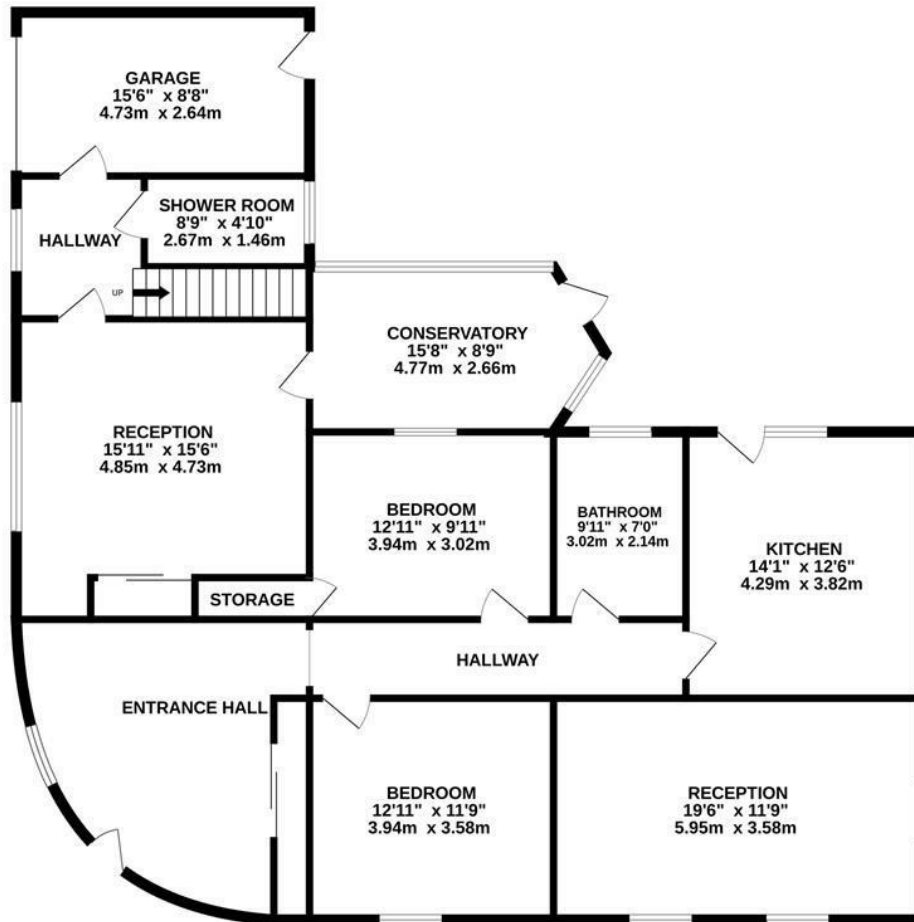 GARAGE
15'6" x 8'8"
4.73m x 2.64m
SHOWER ROOM
8'9" x 4'10"
2.67m x 1.46m
HALLWAY
UP
CONSERVATORY
15'8" x 8'9"
4.77m x 2.66m
RECEPTION
15'11" x 15'6"
4.85m x 4.73m
BEDROOM
12'11" x 9'11"
3.94m x 3.02m
BATHROOM
9'11" x 7'0"
3.02m x 2.14m
KITCHEN
14'1" x 12'6"
4.29m x 3.82m
STORAGE
HALLWAY
ENTRANCE HALL
BEDROOM
12'11" x 11'9"
3.94m x 3.58m
RECEPTION
19'6" x 11'9"
5.95m x 3.58m